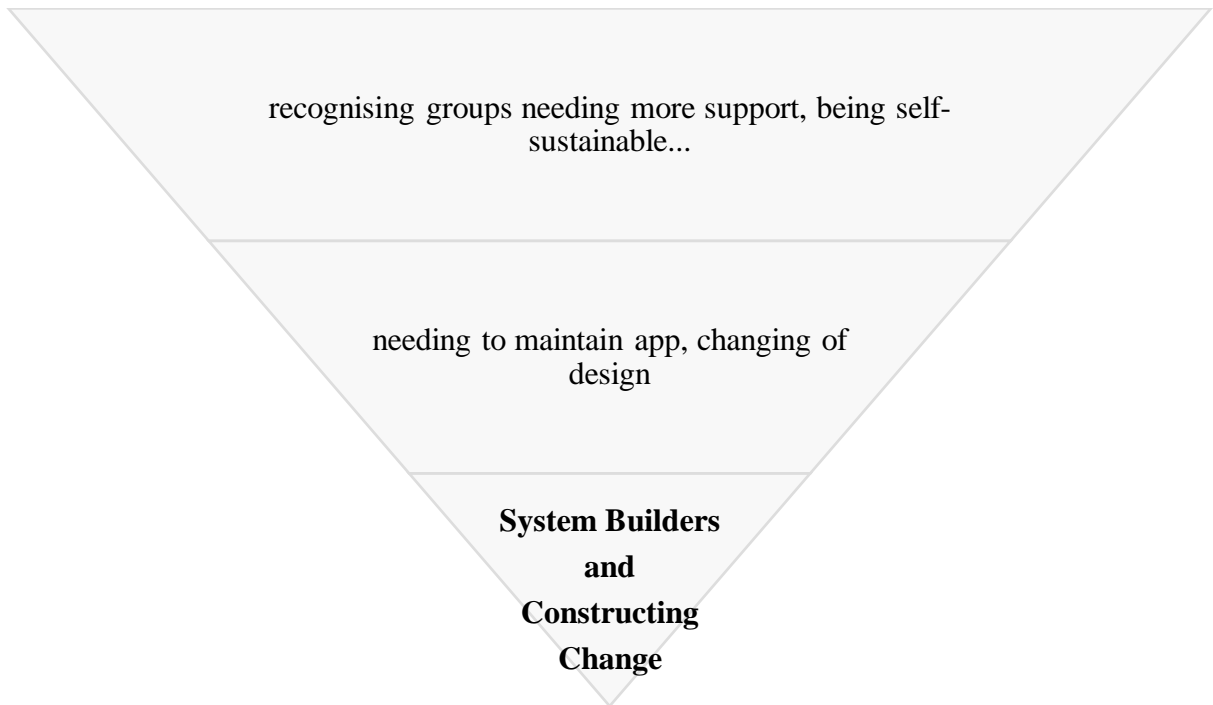 recognising groups needing more support, being self-
sustainable...
needing to maintain app, changing of
design
System Builders
and
Constructing
Change